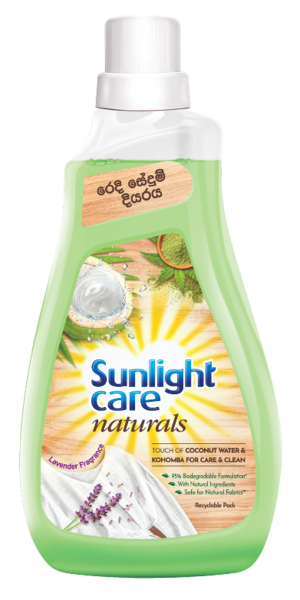 රෙදි සේදුම්
දියරය
Sunlight
care
naturals
Lavender Fragrance
TOUCH OF COCONUT WATER &
KOHOMBA FOR CARE & CLEAN
95% Biodegradable Formulation*
With Natural Ingredients
Safe for Natural Fabrics**
Recyclable Pack